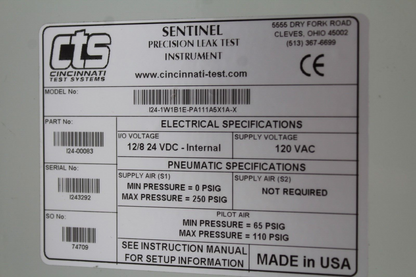 cts
CINCINNATI
TEST SYSTEMS
SENTINEL
PRECISION LEAK TEST
INSTRUMENT
www.cincinnati-test.com
5555 DRY FORK ROAD
CLEVES, OHIO 45002
(513) 367-6699
CE
MODEL NO:
I24-1W1B1E-PA111A5X1A-X
PART NO:
I24-00083
SERIAL NO:
I243292
SO NO:
74709
ELECTRICAL SPECIFICATIONS
I/O VOLTAGE
12/8 24 VDC - Internal
SUPPLY VOLTAGE
120 VAC
PNEUMATIC SPECIFICATIONS
SUPPLY AIR (S1)
MIN PRESSURE = 0 PSIG
MAX PRESSURE = 250 PSIG
SUPPLY AIR (S2)
NOT REQUIRED
PILOT AIR
MIN PRESSURE = 65 PSIG
MAX PRESSURE = 110 PSIG
SEE INSTRUCTION MANUAL
FOR SETUP INFORMATION
MADE in USA